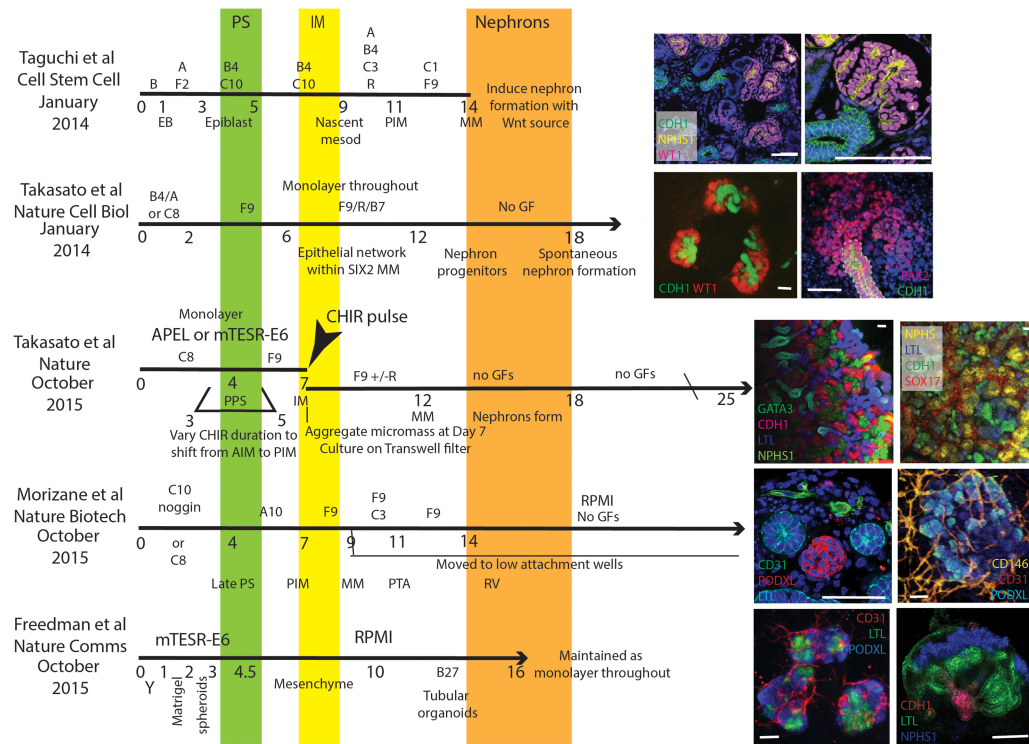 PS
IM
Nephrons
Taguchi et al
Cell Stem Cell
January
2014
A
B4
A B4 B4 C3 C1
B F2 C10 C10 R F9
0 1 3 5 7 9 11 14
EB Epiblast Nascent mesod PIM MM
Induce nephron
formation with
Wnt source
CDH1
NPHS1
WT1
Takasato et al
Nature Cell Biol
January
2014
Monolayer throughout
B4/A
or C8
F9 F9/R/B7 No GF
0 2 6 12 18
Epithelial network
within SIX2 MM
Nephron
progenitors
Spontaneous
nephron formation
CDH1 WT1
PAX2
CDH1
Takasato et al
Nature
October
2015
Monolayer
APEL or mTESR-E6
CHIR pulse
C8 F9 F9 +/-R no GFs no GFs
0 4 7 12 18 25
PPS IM MM Nephrons form
3 5
Vary CHIR duration to
shift from AIM to PIM
Aggregate micromass at Day 7
Culture on Transwell filter
GATA3
CDH1
LTL
NPHS1
NPHS
LTL
CDH1
SOX17
Morizane et al
Nature Biotech
October
2015
C10
noggin
A10 F9
F9
C3
F9
RPMI
No GFs
0 4 7 9 11 14
or
C8
Moved to low attachment wells
Late PS PIM MM PTA RV
CD31
PODXL
LTL
CD146
CD31
PODXL
Freedman et al
Nature Comms
October
2015
mTESR-E6 RPMI
0 1 2 3 4.5 10 B27 16
Y
Matrigel
spheroids
Mesenchyme
Tubular
organoids
Maintained as
monolayer throughout
CD31
LTL
PODXL
CDH1
LTL
NPHS1